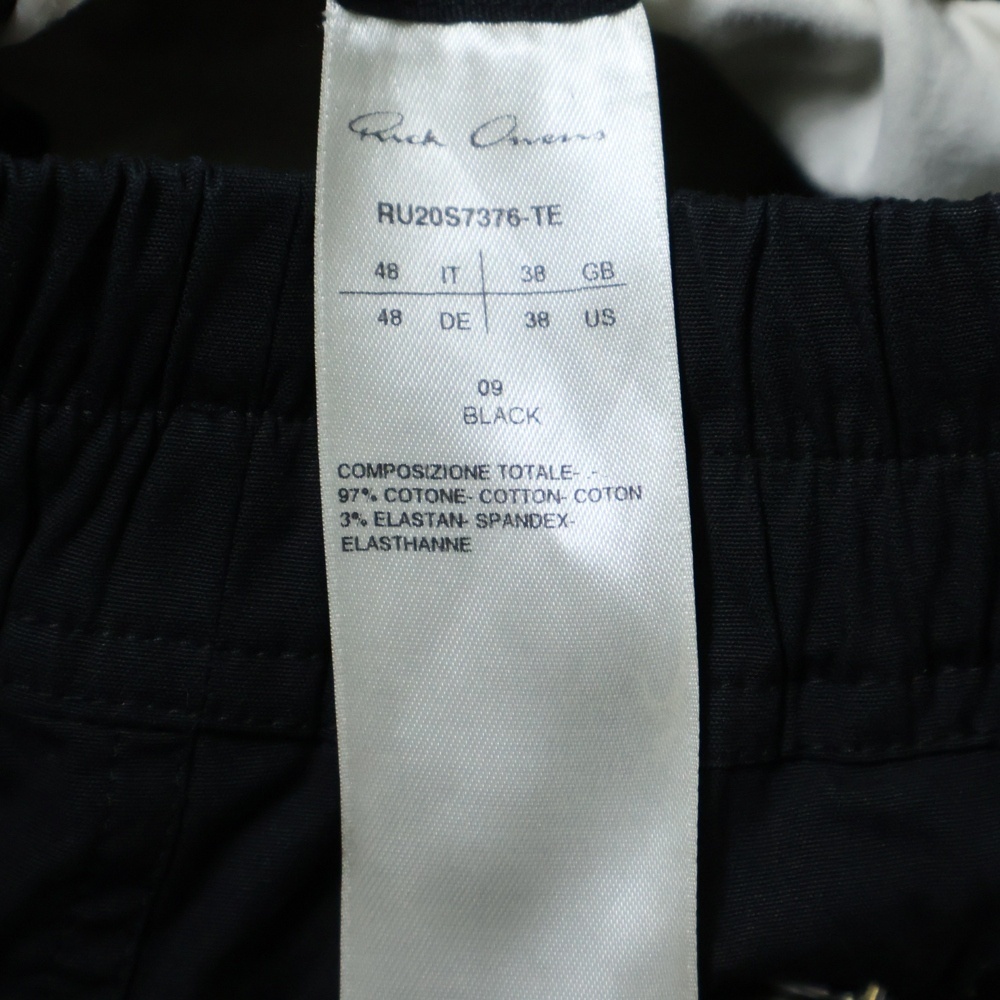 Rick Owens
RU20S7376-TE
48 IT 38 GB
48 DE 38 US
09
BLACK
COMPOSIZIONE TOTALE- -
97% COTONE- COTTON- COTON
3% ELASTAN- SPANDEX-
ELASTHANNE